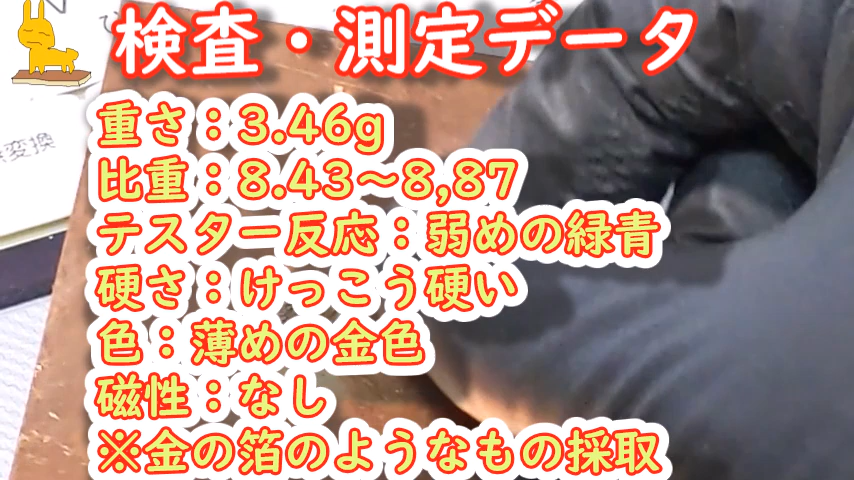 検査・測定データ
重さ：3.46g
比重：8.43～8,87
テスター反応：弱めの緑青
硬さ：けっこう硬い
色：薄めの金色
磁性：なし
※金の箔のようなもの採取
変換